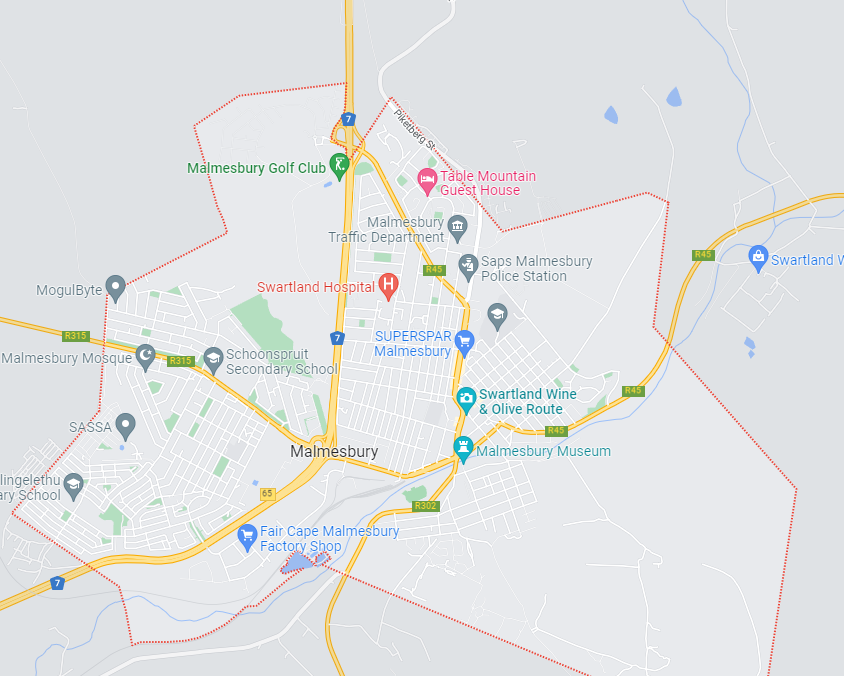 7
Piketberg St
Malmesbury Golf Club
Table Mountain
Guest House
Malmesbury
Traffic Department
R45
Swartland W
Saps Malmesbury
Police Station
R45
Swartland Hospital
MogulByte
R315
7
SUPERSPAR
Malmesbury
Malmesbury Mosque
R315
Schoonspruit
Secondary School
R45
Swartland Wine
& Olive Route
SASSA
R45
Malmesbury
Malmesbury Museum
lingelethu
ary School
65
R302
Fair Cape Malmesbury
Factory Shop
7